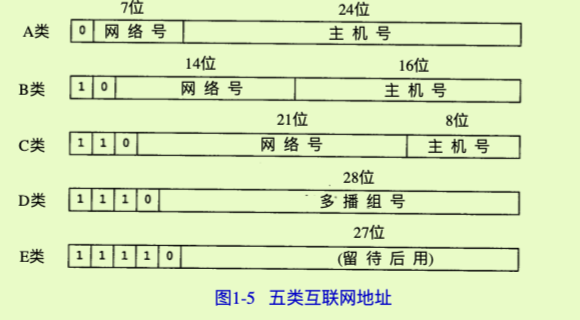 7位 24位
A类 0 网络号 主机号
14位 16位
B类 1 0 网络号 主机号
21位 8位
C类 1 1 0 网络号 主机号
28位
D类 1 1 1 0 多播组号
27位
E类 1 1 1 1 0 (留待后用)
图1-5 五类互联网地址